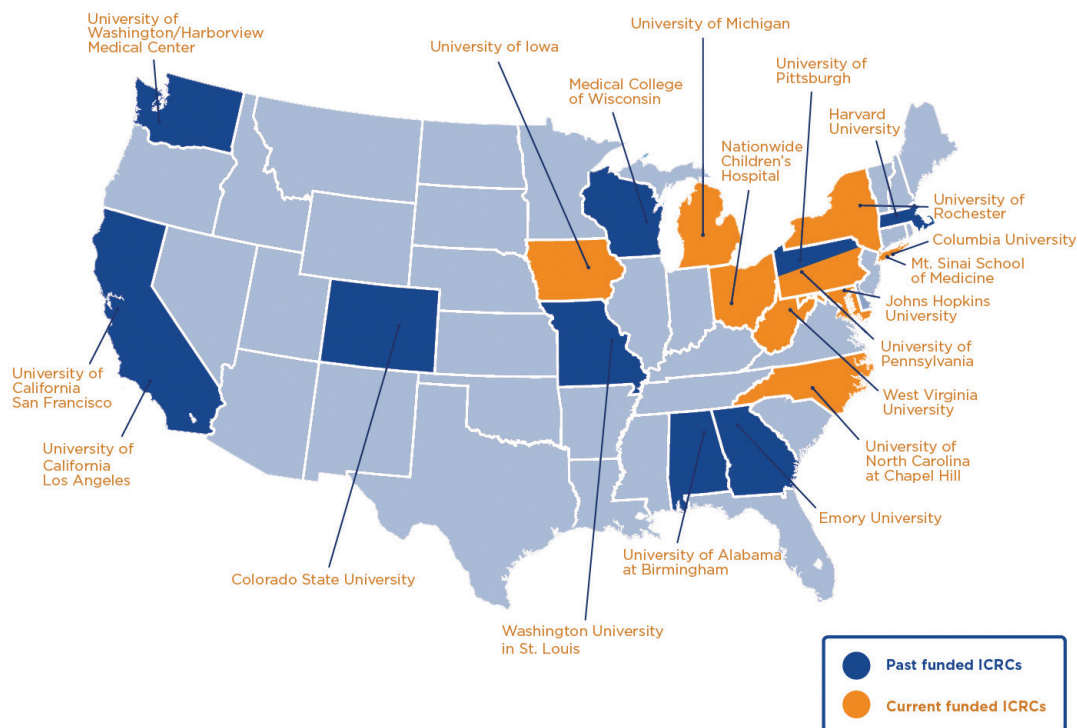 University of
Washington/Harborview
Medical Center
University of Iowa
University of Michigan
Medical College
of Wisconsin
University of
Pittsburgh
Harvard
University
Nationwide
Children's
Hospital
University of
Rochester
Columbia University
Mt. Sinai School
of Medicine
Johns Hopkins
University
University of
Pennsylvania
West Virginia
University
University of
North Carolina
at Chapel Hill
Emory University
University of Alabama
at Birmingham
Washington University
in St. Louis
Colorado State University
University of
California
San Francisco
University of
California
Los Angeles
Past funded ICRCs
Current funded ICRCs